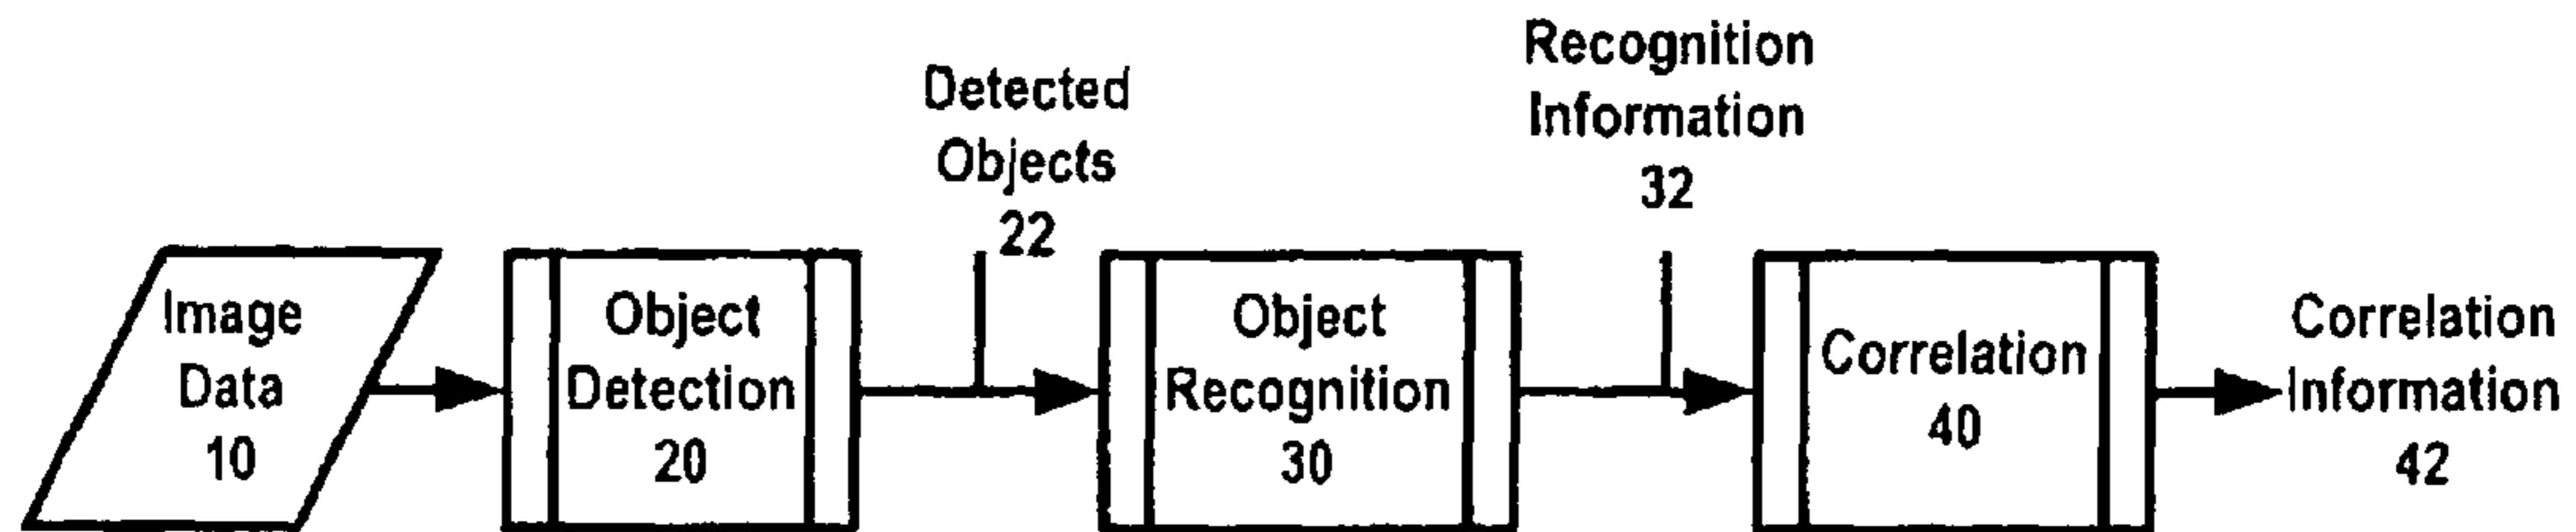 Image
Data
10
Object
Detection
20
Detected
Objects
22
Object
Recognition
30
Recognition
Information
32
Correlation
40
Correlation
Information
42